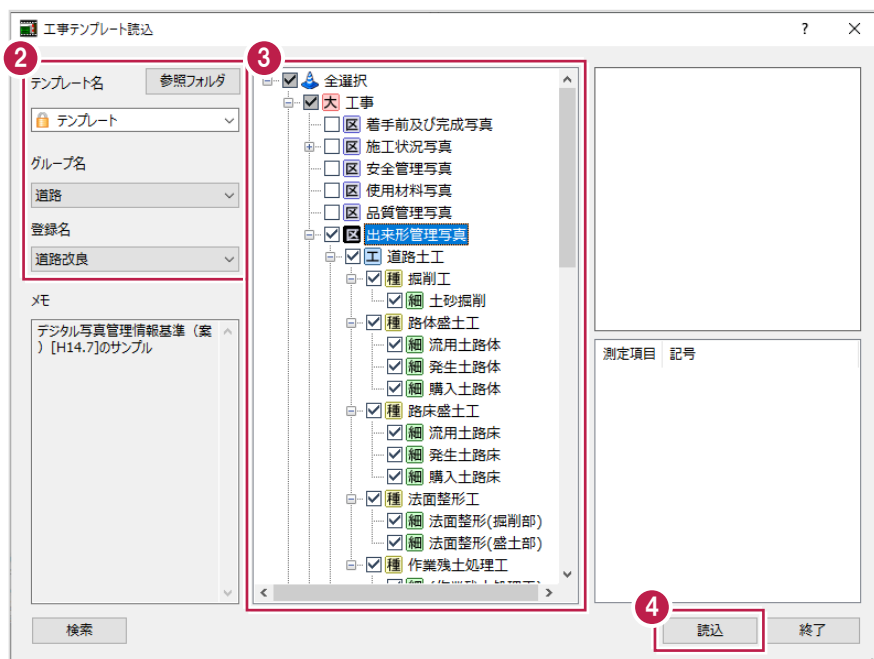 工事テンプレート読込
?
×
2
3
テンプレート名
参照フォルダ
テンプレート
グループ名
道路
登録名
道路改良
メモ
デジタル写真管理情報基準（案
）[H14.7]のサンプル
全選択
大 工事
区 着手前及び完成写真
区 施工状況写真
区 安全管理写真
区 使用材料写真
区 品質管理写真
区 出来形管理写真
工 道路土工
種 掘削工
細 土砂掘削
種 路体盛土工
細 流用土路体
細 発生土路体
細 購入土路体
種 路床盛土工
細 流用土路床
細 発生土路床
細 購入土路床
種 法面整形工
細 法面整形(掘削部)
細 法面整形(盛土部)
種 作業残土処理工
測定項目 記号
4
検索
読込
終了